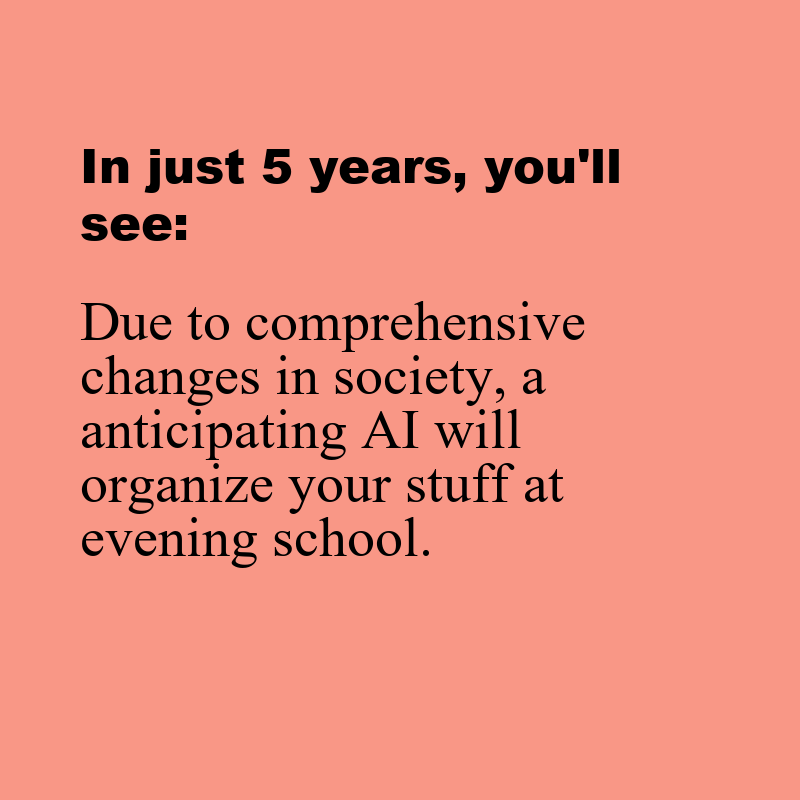 In just 5 years, you'll
see:
Due to comprehensive
changes in society, a
anticipating AI will
organize your stuff at
evening school.